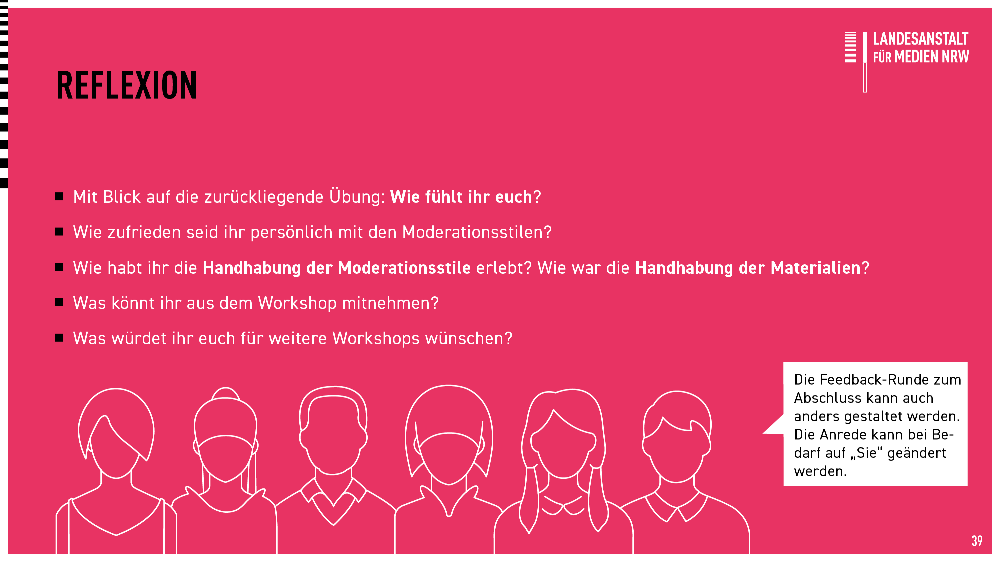 LANDESANSTALT
FÜR MEDIEN NRW
REFLEXION
Mit Blick auf die zurückliegende Übung: Wie fühlt ihr euch?
Wie zufrieden seid ihr persönlich mit den Moderationsstilen?
Wie habt ihr die Handhabung der Moderationsstile erlebt? Wie war die Handhabung der Materialien?
Was könnt ihr aus dem Workshop mitnehmen?
Was würdet ihr euch für weitere Workshops wünschen?
Die Feedback-Runde zum
Abschluss kann auch
anders gestaltet werden.
Die Anrede kann bei Be-
darf auf „Sie“ geändert
werden.
39